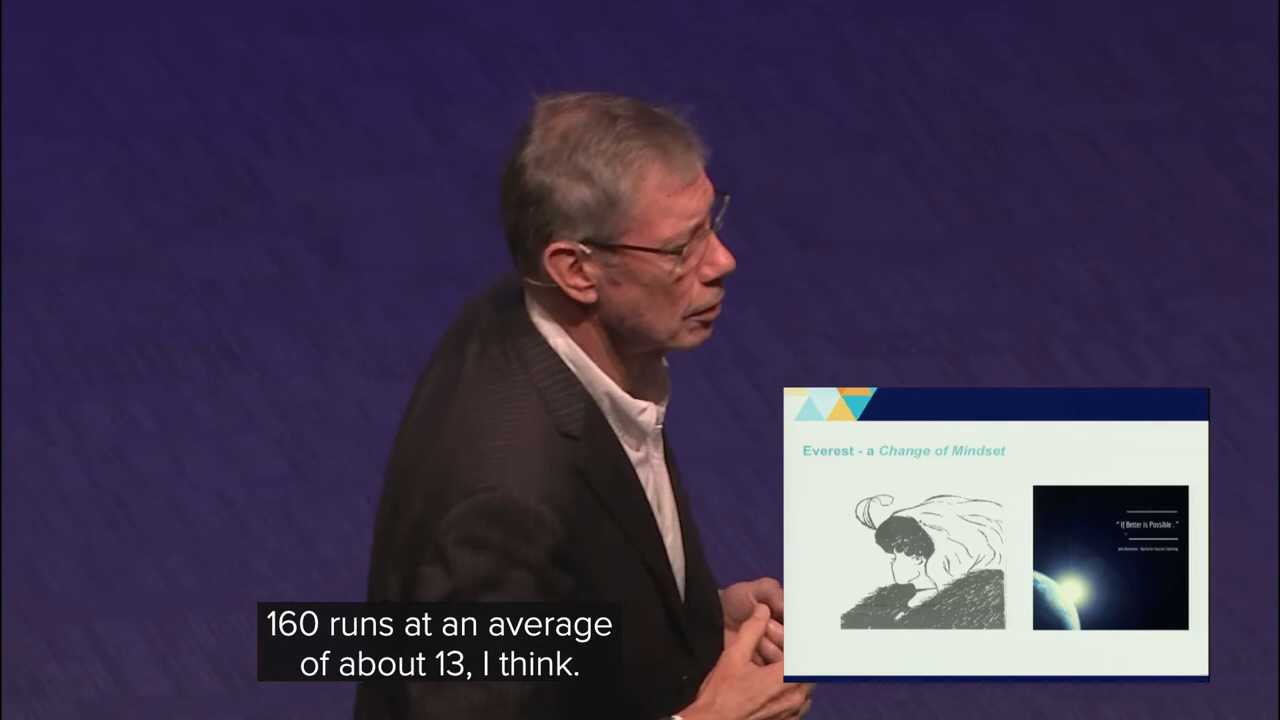 Everest - a Change of Mindset
" If Better is Possible . "
160 runs at an average
of about 13, I think.